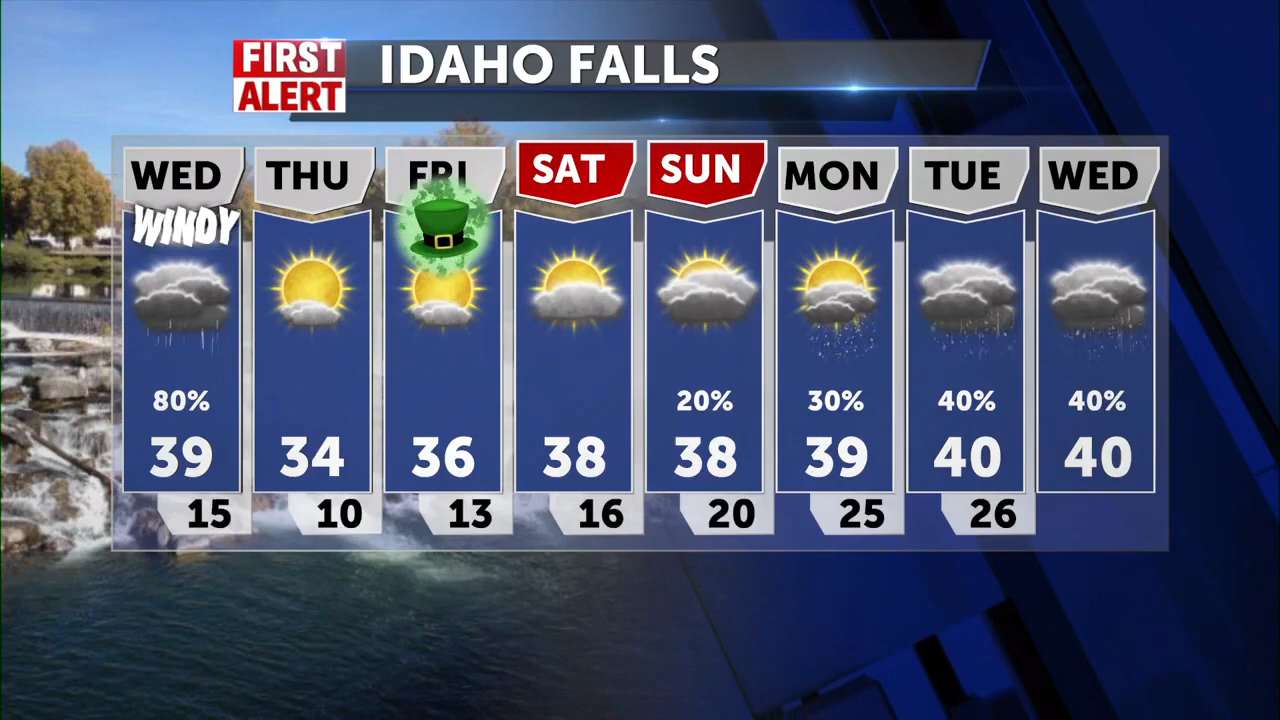 FIRST
ALERT
IDAHO FALLS
WED THU FRI SAT SUN MON TUE WED
WINDY
80% 20% 30% 40% 40%
39 34 36 38 38 39 40 40
15 10 13 16 20 25 26